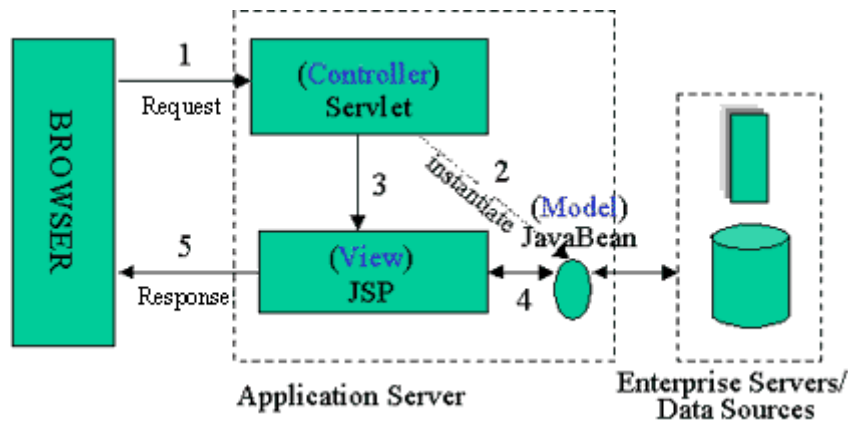 BROWSER
1
Request
(Controller)
Servlet
2
instantiate
3
(Model)
JavaBean
5
Response
(View)
JSP
4
Application Server
Enterprise Servers/
Data Sources